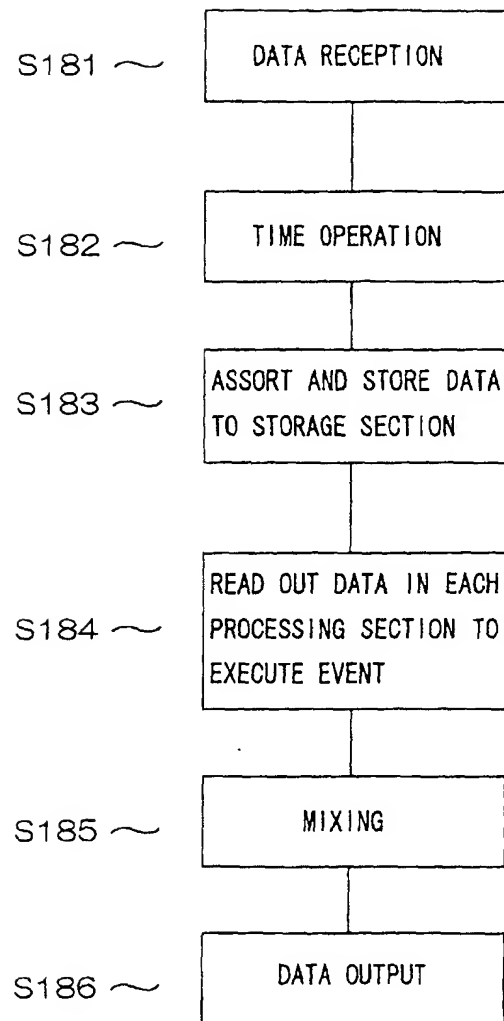 S181 ～ DATA RECEPTION
S182 ～ TIME OPERATION
S183 ～ ASSORT AND STORE DATA
TO STORAGE SECTION
READ OUT DATA IN EACH
S184 ～ PROCESSING SECTION TO
EXECUTE EVENT
S185 ～ MIXING
S186 ～ DATA OUTPUT